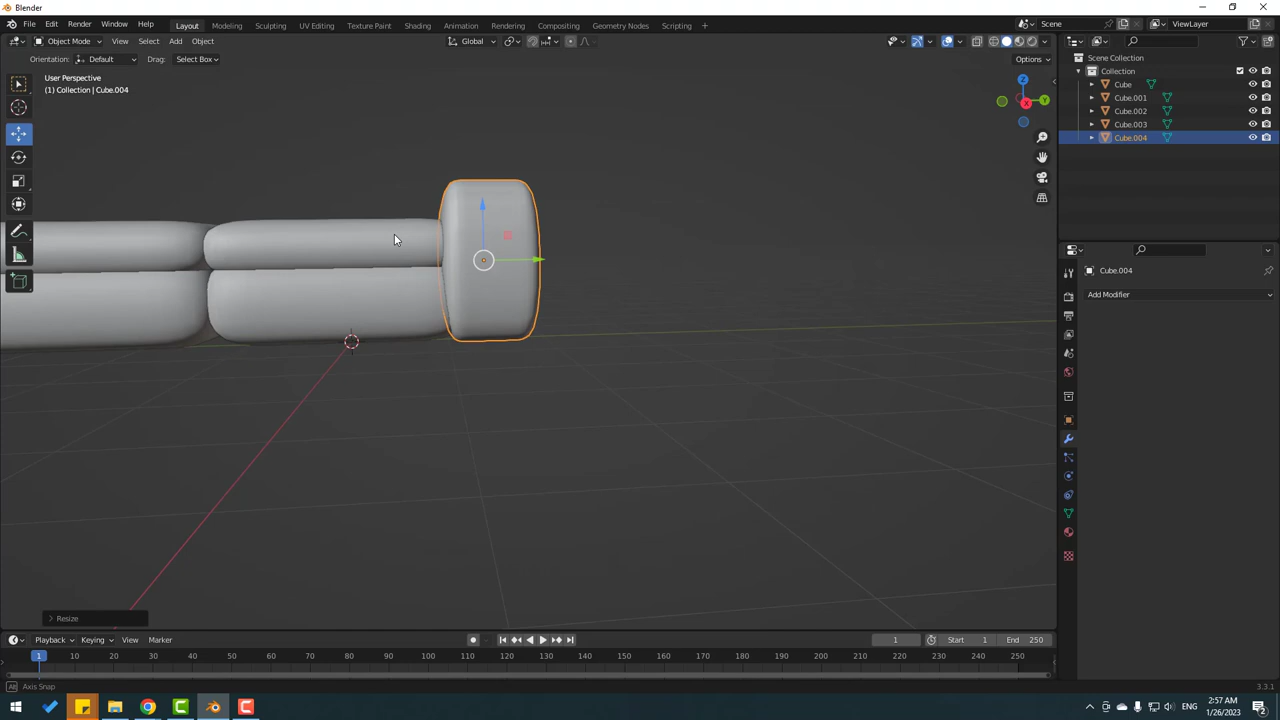 Blender
File Edit Render Window Help Layout Modeling Sculpting UV Editing Texture Paint Shading Animation Rendering Compositing Geometry Nodes Scripting + Scene ViewLayer
Object Mode View Select Add Object Global
Orientation: Default Drag: Select Box Options
User Perspective
(1) Collection | Cube.004
Z
Y
X
Scene Collection
Collection
Cube
Cube.001
Cube.002
Cube.003
Cube.004
Cube.004
Add Modifier
Resize
Playback Keying View Marker 1 Start 1 End 250
1 10 20 30 40 50 60 70 80 90 100 110 120 130 140 150 160 170 180 190 200 210 220 230 240 250
Alt Axis Snap 3.3.1
2:57 AM
1/26/2023
2